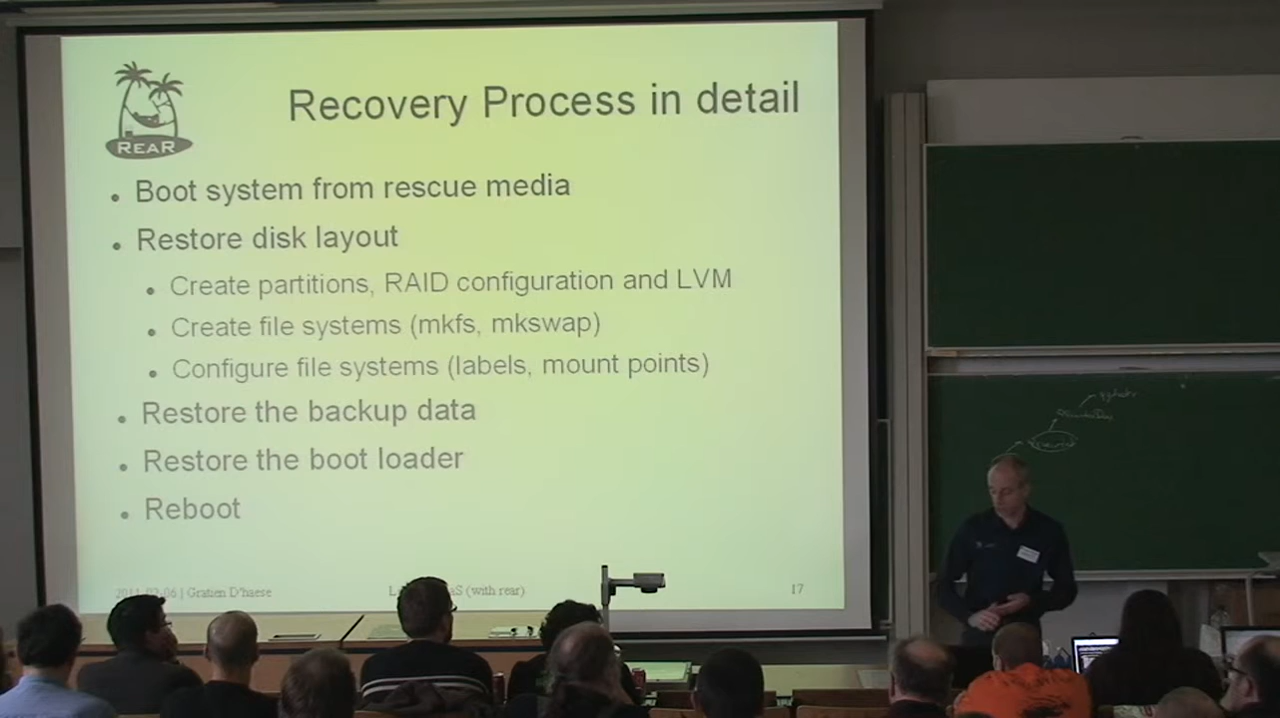 REAR
Recovery Process in detail
• Boot system from rescue media
• Restore disk layout
• Create partitions, RAID configuration and LVM
• Create file systems (mkfs, mkswap)
• Configure file systems (labels, mount points)
• Restore the backup data
• Restore the boot loader
• Reboot
| Gratien D'haese
(with rear)
17